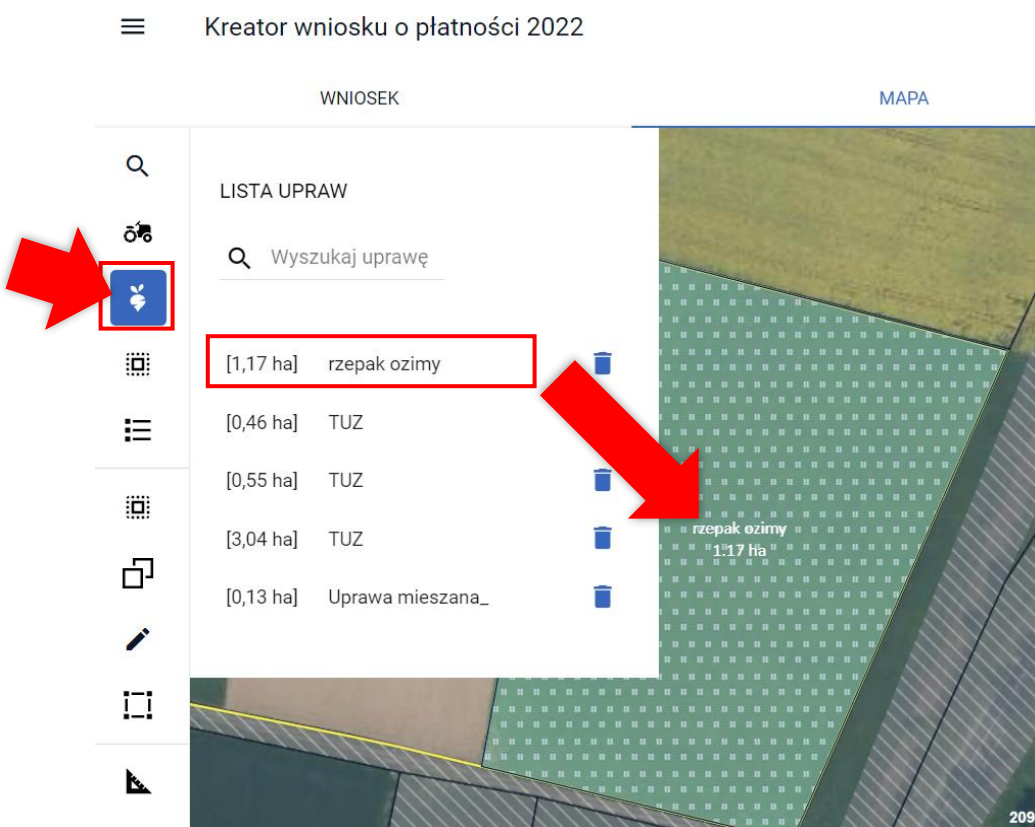 Kreator wniosku o płatności 2022
WNIOSEK
MAPA
LISTA UPRAW
Wyszukaj uprawę
[1,17 ha] rzepak ozimy
[0,46 ha] TUZ
[0,55 ha] TUZ
[3,04 ha] TUZ
[0,13 ha] Uprawa mieszana_
rzepak ozimy
1.17 ha